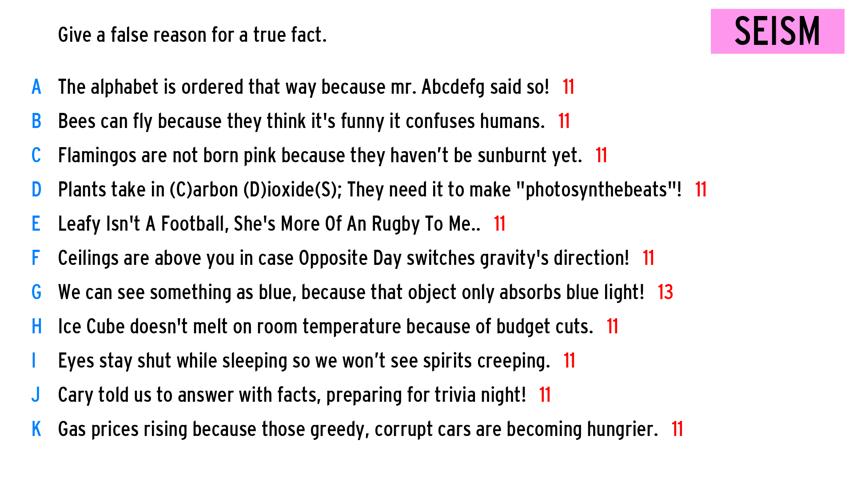 Give a false reason for a true fact.
SEISM
A The alphabet is ordered that way because mr. Abcdefg said so! 11
B Bees can fly because they think it's funny it confuses humans. 11
C Flamingos are not born pink because they haven't be sunburnt yet. 11
D Plants take in (C)arbon (D)ioxide(S); They need it to make "photosynthebeats"! 11
E Leafy Isn't A Football, She's More Of An Rugby To Me.. 11
F Ceilings are above you in case Opposite Day switches gravity's direction! 11
G We can see something as blue, because that object only absorbs blue light! 13
H Ice Cube doesn't melt on room temperature because of budget cuts. 11
I Eyes stay shut while sleeping so we won't see spirits creeping. 11
J Cary told us to answer with facts, preparing for trivia night! 11
K Gas prices rising because those greedy, corrupt cars are becoming hungrier. 11